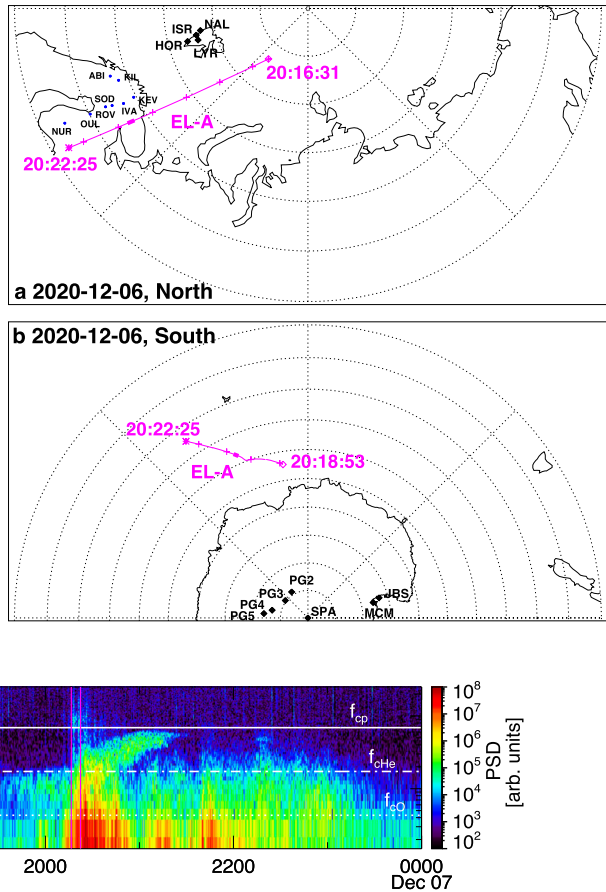 ISR NAL
HOR
LYR
20:16:31
ABI KIL
SOD KEV
ROV IVA
OUL
NUR
EL-A
20:22:25
a 2020-12-06, North
b 2020-12-06, South
20:22:25
20:18:53
EL-A
PG2
PG3
PG4
PG5
SPA
JBS
MCM
fcp
fcHe
fcO
10^8
10^7
10^6
10^5
10^4
10^3
10^2
PSD
[arb. units]
2000 2200 0000
Dec 07